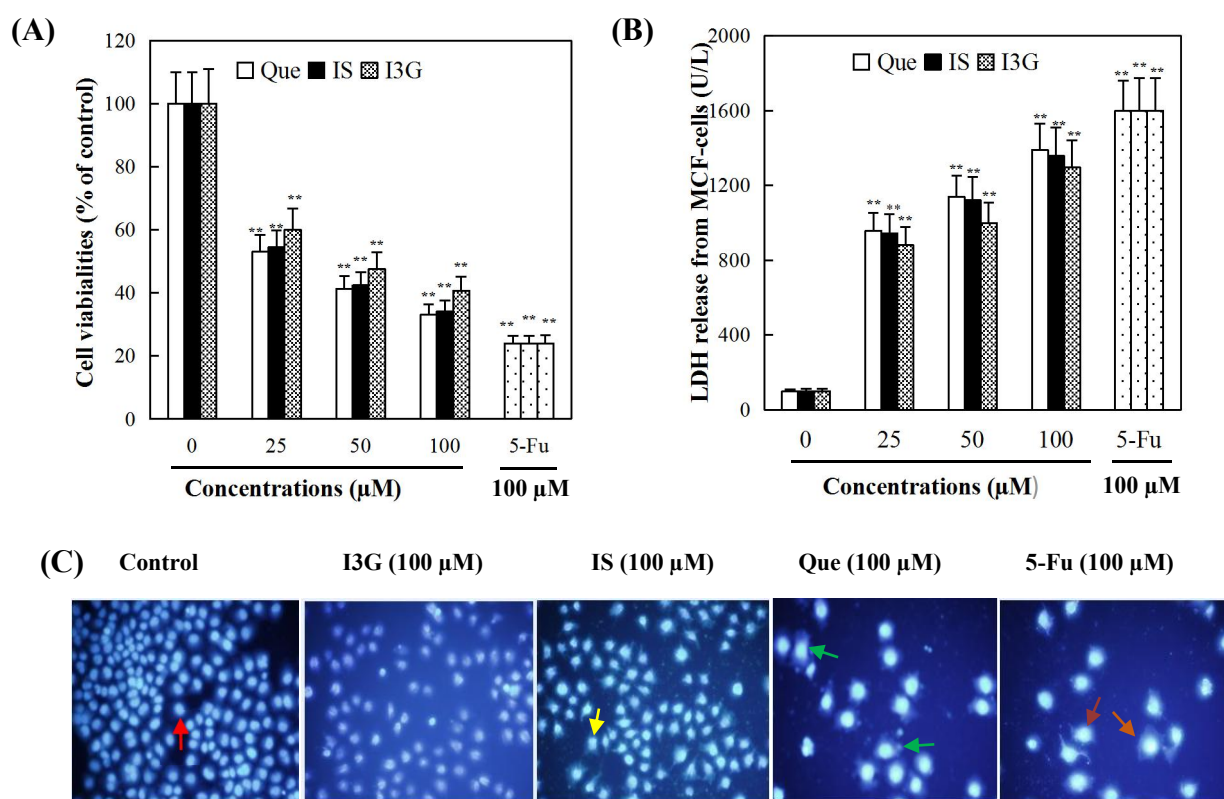 (A)
Cell viabialities (% of control)
120
100
80
60
40
20
0
Que IS I3G
** ** **
** ** **
** ** **
** ** **
0 25 50 100 5-Fu
Concentrations (μM) 100 μM
(B)
LDH release from MCF-cells (U/L)
2000
1600
1200
800
400
0
Que IS I3G
** ** **
** ** **
** ** **
** ** **
0 25 50 100 5-Fu
Concentrations (μM) 100 μM
(C) Control I3G (100 μM) IS (100 μM) Que (100 μM) 5-Fu (100 μM)